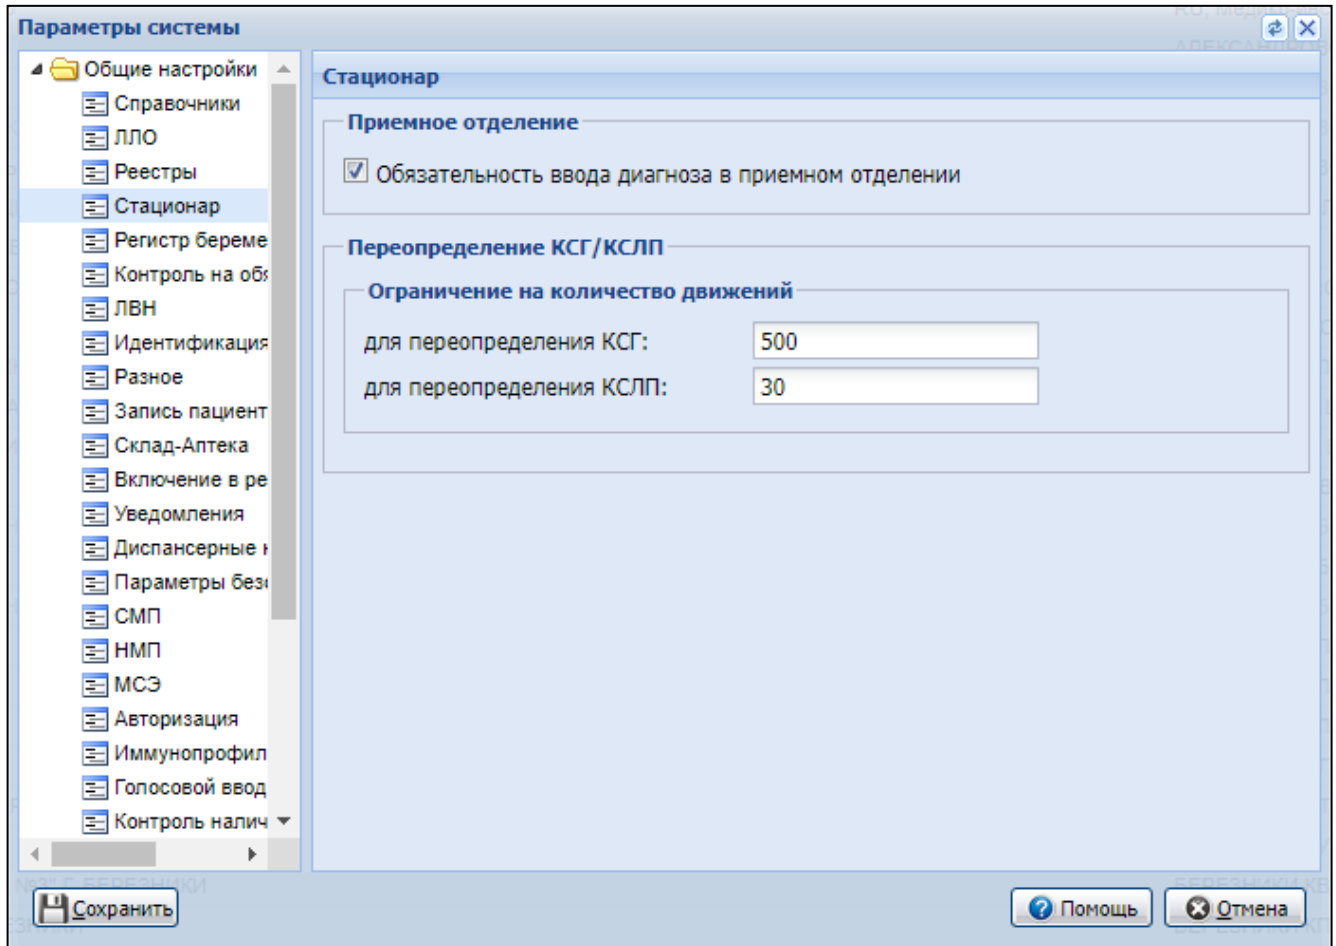 Параметры системы
Общие настройки
Справочники
ЛЛО
Реестры
Стационар
Регистр береме
Контроль на обя
ЛВН
Идентификация
Разное
Запись пациент
Склад-Аптека
Включение в ре
Уведомления
Диспансерные н
Параметры безо
СМП
НМП
МСЭ
Авторизация
Иммунопрофил
Голосовой ввод
Контроль налич
Стационар
Приемное отделение
Обязательность ввода диагноза в приемном отделении
Переопределение КСГ/КСЛП
Ограничение на количество движений
для переопределения КСГ: 500
для переопределения КСЛП: 30
№3" Г. БЕРЕЗНИКИ
Сохранить
Помощь
Отмена